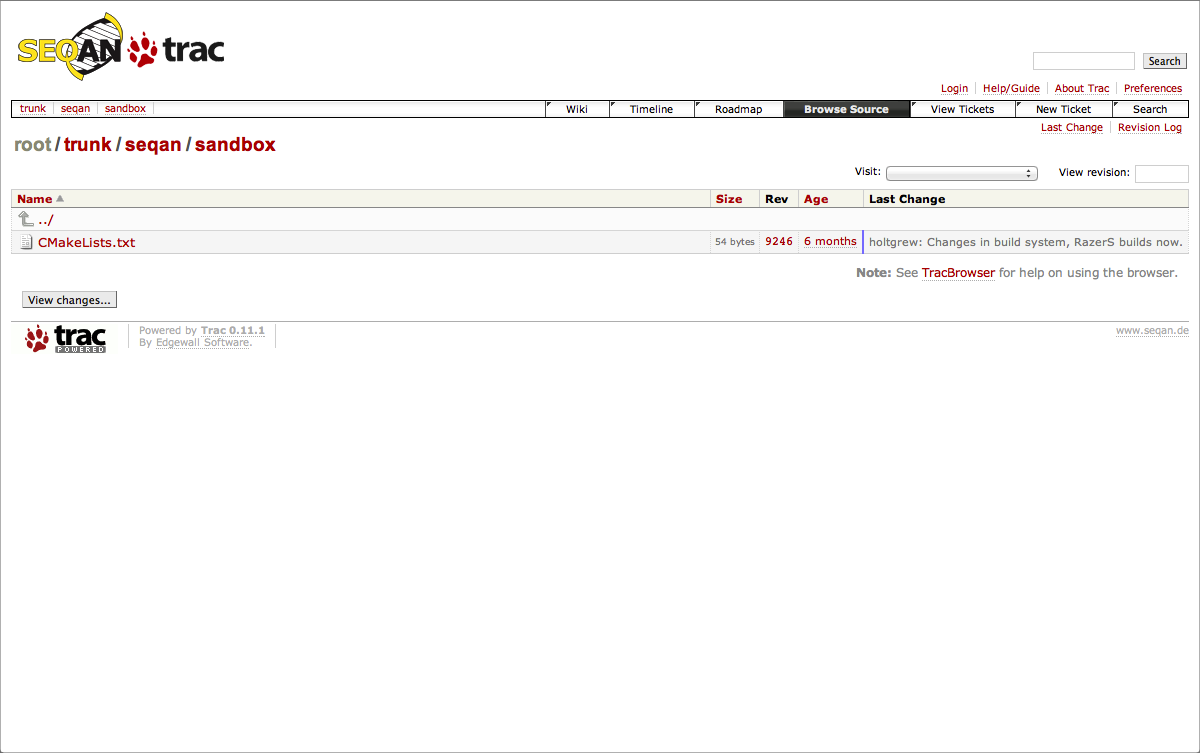 SEQAN trac
Search
Login Help/Guide About Trac Preferences
trunk seqan sandbox Wiki Timeline Roadmap Browse Source View Tickets New Ticket Search
Last Change Revision Log
root / trunk / seqan / sandbox
Visit: View revision:
Name Size Rev Age Last Change
../
CMakeLists.txt 54 bytes 9246 6 months holtgrew: Changes in build system, RazerS builds now.
Note: See TracBrowser for help on using the browser.
View changes...
trac POWERED
Powered by Trac 0.11.1
By Edgewall Software.
www.seqan.de